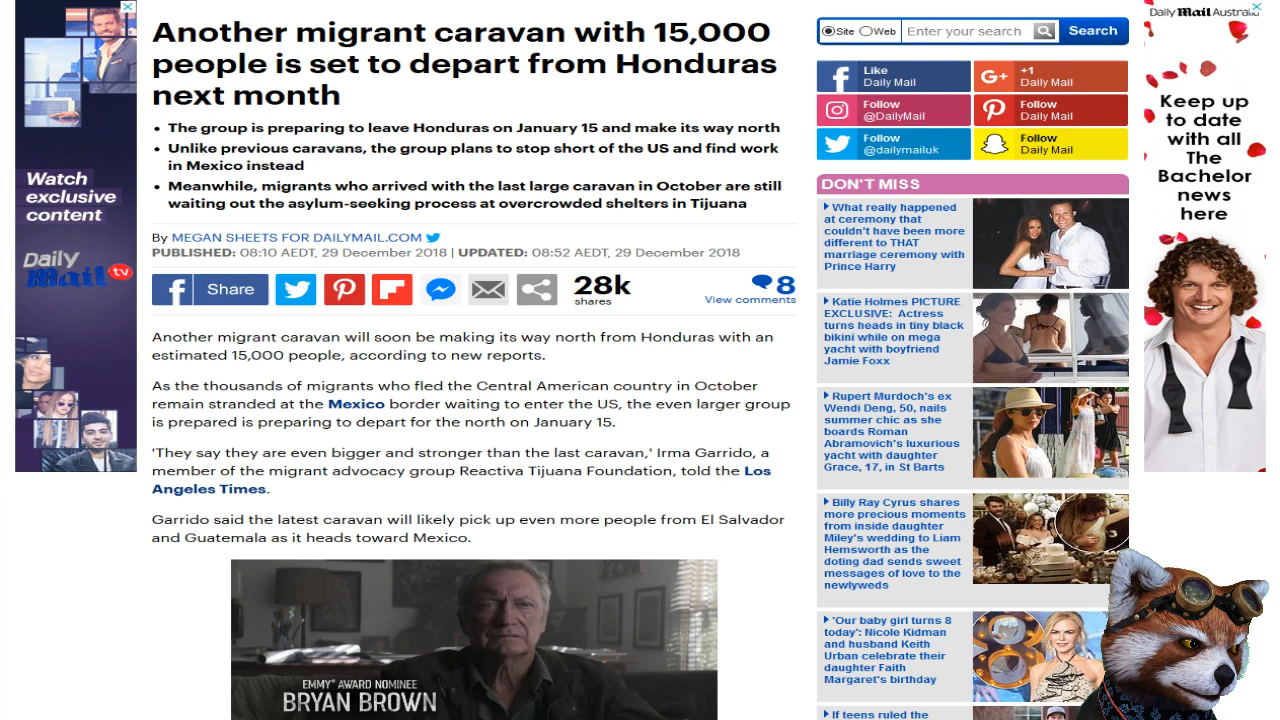 Another migrant caravan with 15,000
people is set to depart from Honduras
next month
• The group is preparing to leave Honduras on January 15 and make its way north
• Unlike previous caravans, the group plans to stop short of the US and find work
in Mexico instead
• Meanwhile, migrants who arrived with the last large caravan in October are still
waiting out the asylum-seeking process at overcrowded shelters in Tijuana
By MEGAN SHEETS FOR DAILYMAIL.COM
PUBLISHED: 08:10 AEDT, 29 December 2018 | UPDATED: 08:52 AEDT, 29 December 2018
Share
28k
shares
8
View comments
Another migrant caravan will soon be making its way north from Honduras with an
estimated 15,000 people, according to new reports.
As the thousands of migrants who fled the Central American country in October
remain stranded at the Mexico border waiting to enter the US, the even larger group
is prepared is preparing to depart for the north on January 15.
'They say they are even bigger and stronger than the last caravan,' Irma Garrido, a
member of the migrant advocacy group Reactiva Tijuana Foundation, told the Los
Angeles Times.
Garrido said the latest caravan will likely pick up even more people from El Salvador
and Guatemala as it heads toward Mexico.
EMMY® AWARD NOMINEE
BRYAN BROWN
Watch
exclusive
content
Daily
Mail tv
Site Web Enter your search Search
Like
Daily Mail
G+ +1
Daily Mail
Follow
@DailyMail
Follow
Daily Mail
Follow
@dailymailuk
Follow
Daily Mail
DON'T MISS
What really happened
at ceremony that
couldn't have been more
different to THAT
marriage ceremony with
Prince Harry
Katie Holmes PICTURE
EXCLUSIVE: Actress
turns heads in tiny black
bikini while on mega
yacht with boyfriend
Jamie Foxx
Rupert Murdoch's ex
Wendi Deng, 50, nails
summer chic as she
boards Roman
Abramovich's luxurious
yacht with daughter
Grace, 17, in St Barts
Billy Ray Cyrus shares
more precious moments
from inside daughter
Miley's wedding to Liam
Hemsworth as the
doting dad sends sweet
messages of love to the
newlyweds
'Our baby girl turns 8
today': Nicole Kidman
and husband Keith
Urban celebrate their
daughter Faith
Margaret's birthday
If teens ruled the
Daily Mail Australia
Keep up
to date
with all
The
Bachelor
news
here